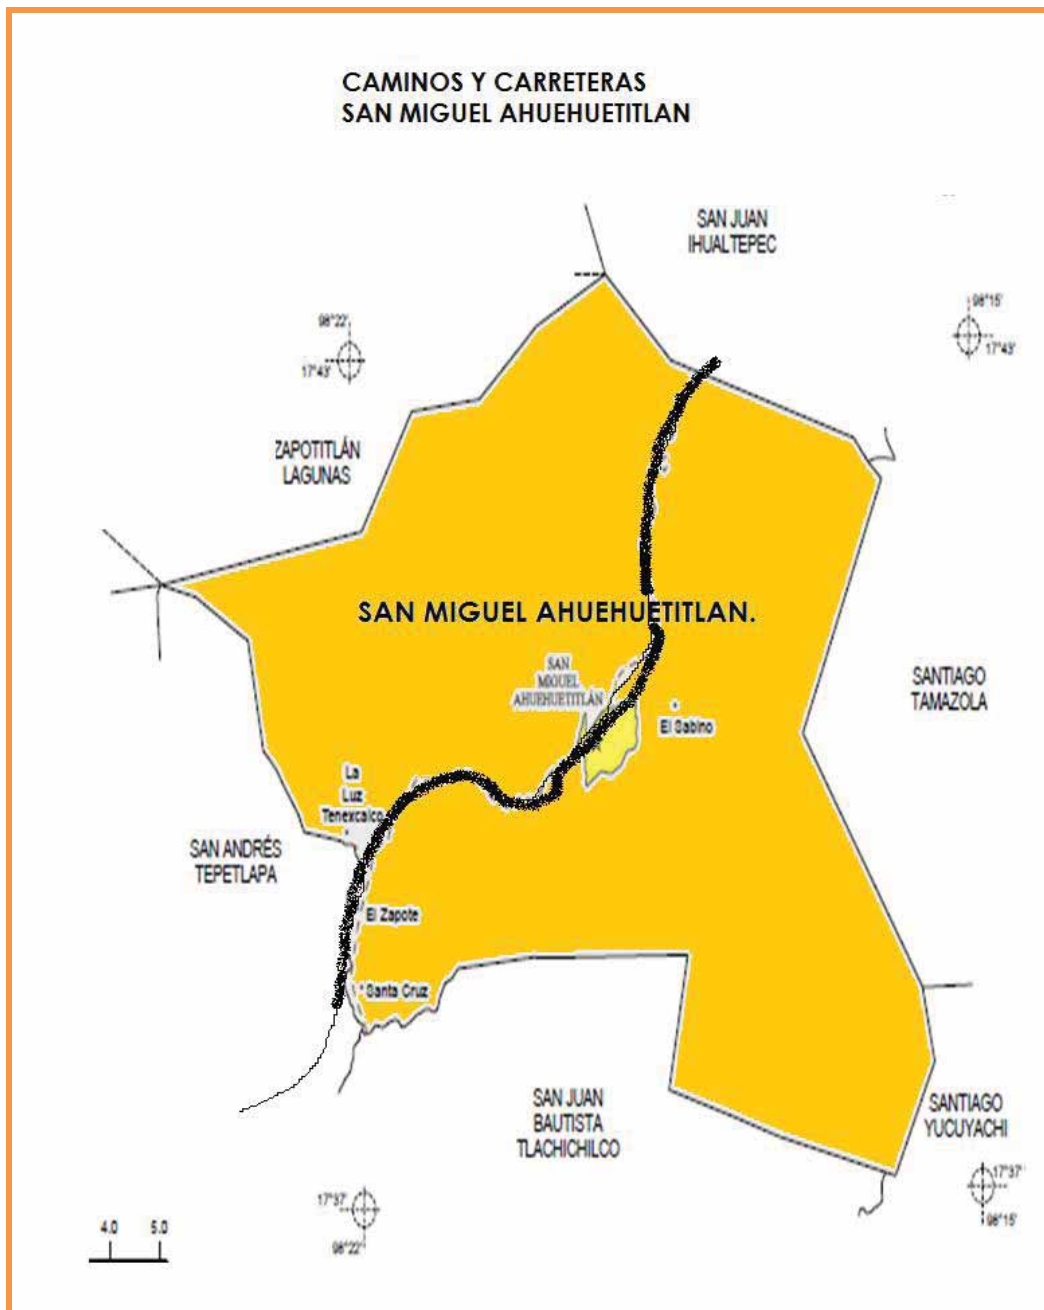 CAMINOS Y CARRETERAS
SAN MIGUEL AHUEHUETITLAN
SAN JUAN
IHUALTEPEC
98°22'
17°43'
98°15'
17°43'
ZAPOTITLÁN
LAGUNAS
SAN MIGUEL AHUEHUETITLAN.
SAN
MIGUEL
AHUEHUETITLÁN
El Sabino
SANTIAGO
TAMAZOLA
La
Luz
Tenexcalco
SAN ANDRÉS
TEPETLAPA
El Zapote
Santa Cruz
SAN JUAN
BAUTISTA
TLACHICHILCO
SANTIAGO
YUCUYACHI
17°37'
98°22'
17°37'
98°15'
4.0 5.0